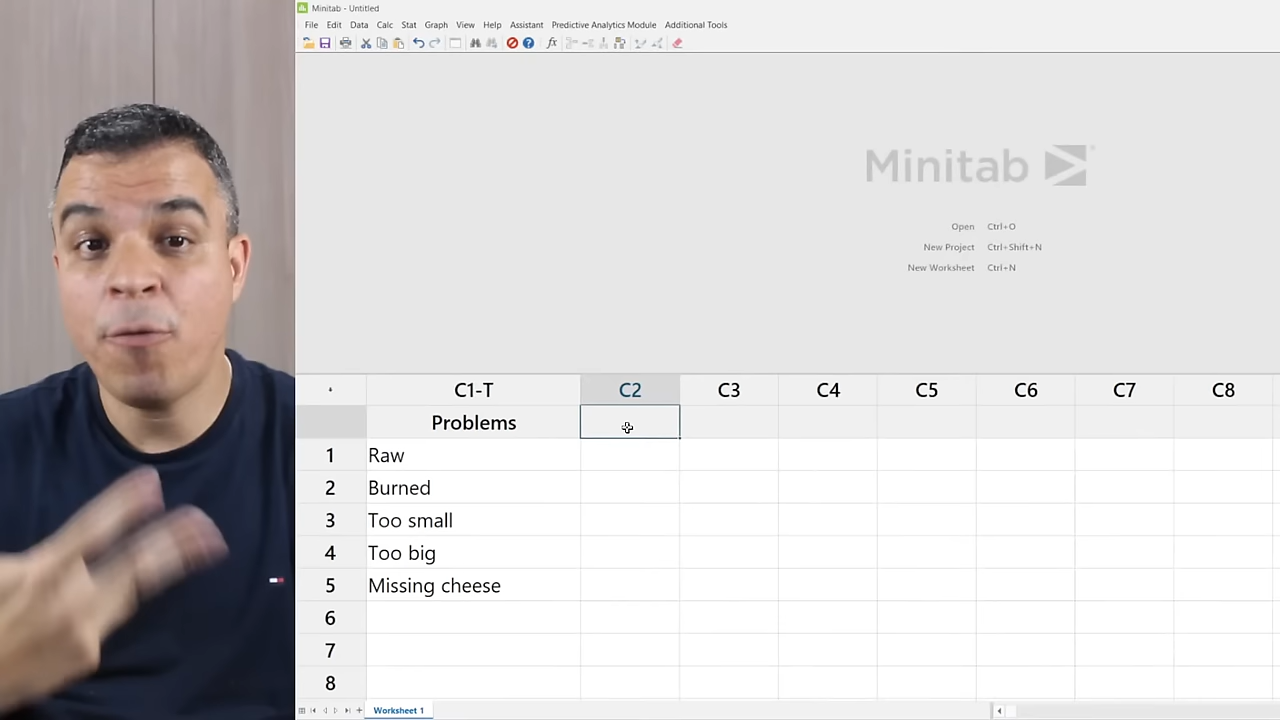 Minitab - Untitled
File Edit Data Calc Stat Graph View Help Assistant Predictive Analytics Module Additional Tools
fx
Minitab
Open Ctrl+O
New Project Ctrl+Shift+N
New Worksheet Ctrl+N
C1-T C2 C3 C4 C5 C6 C7 C8
Problems
1 Raw
2 Burned
3 Too small
4 Too big
5 Missing cheese
6
7
8
Worksheet 1